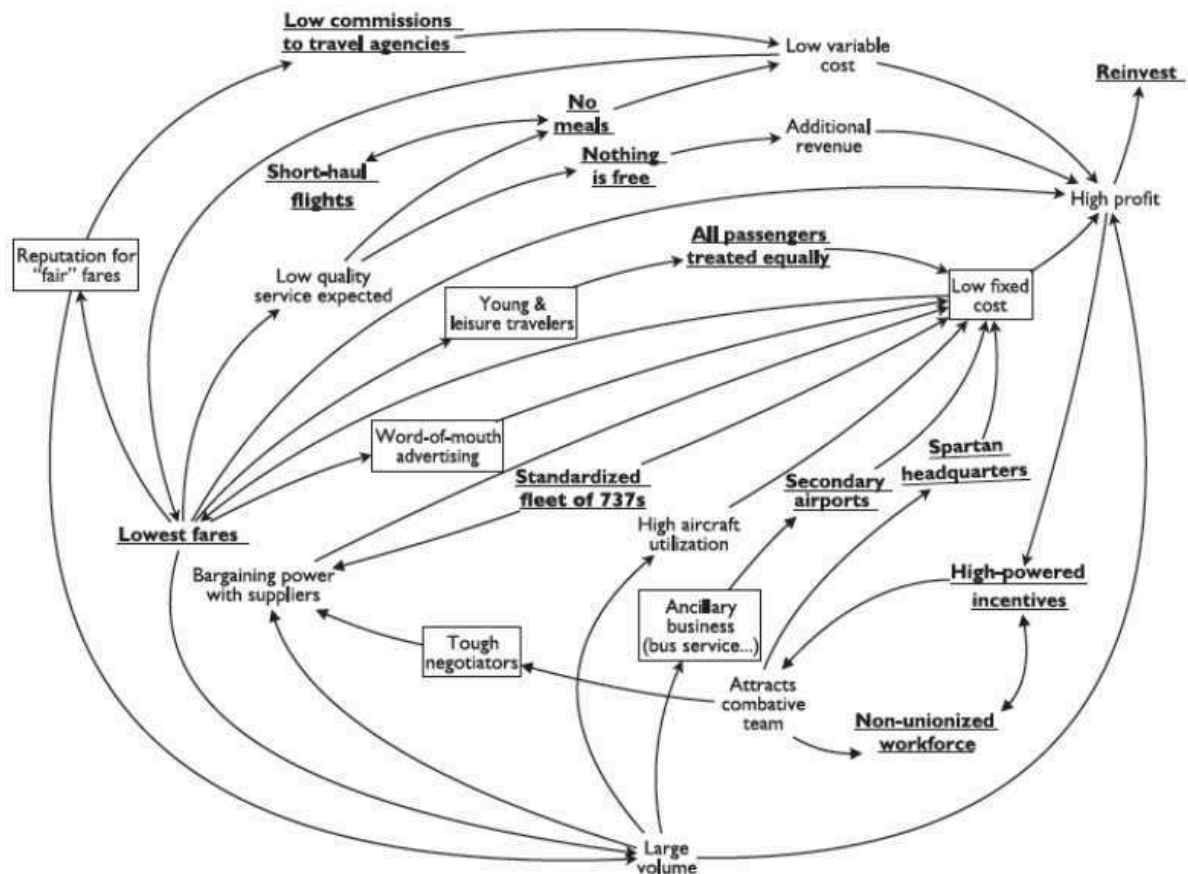 Low commissions
to travel agencies
Low variable
cost
Reinvest
No
meals
Additional
revenue
Short-haul
flights
Nothing
is free
High profit
All passengers
treated equally
Reputation for
“fair” fares
Low quality
service expected
Young &
leisure travelers
Low fixed
cost
Word-of-mouth
advertising
Standardized
fleet of 737s
Secondary
airports
Spartan
headquarters
Lowest fares
High aircraft
utilization
Bargaining power
with suppliers
High-powered
incentives
Ancillary
business
(bus service...)
Tough
negotiators
Attracts
combative
team
Non-unionized
workforce
Large
volume